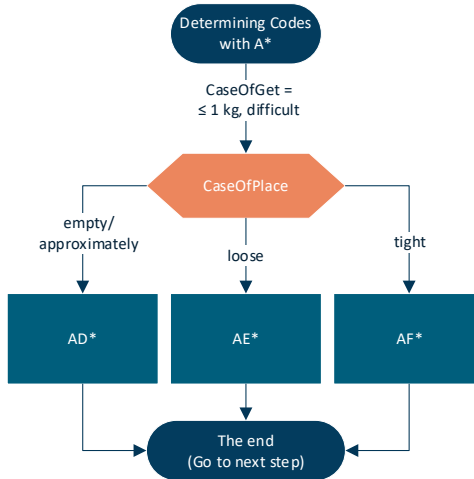 Determining Codes
with A*
CaseOfGet =
≤ 1 kg, difficult
CaseOfPlace
empty/
approximately
loose
tight
AD*
AE*
AF*
The end
(Go to next step)